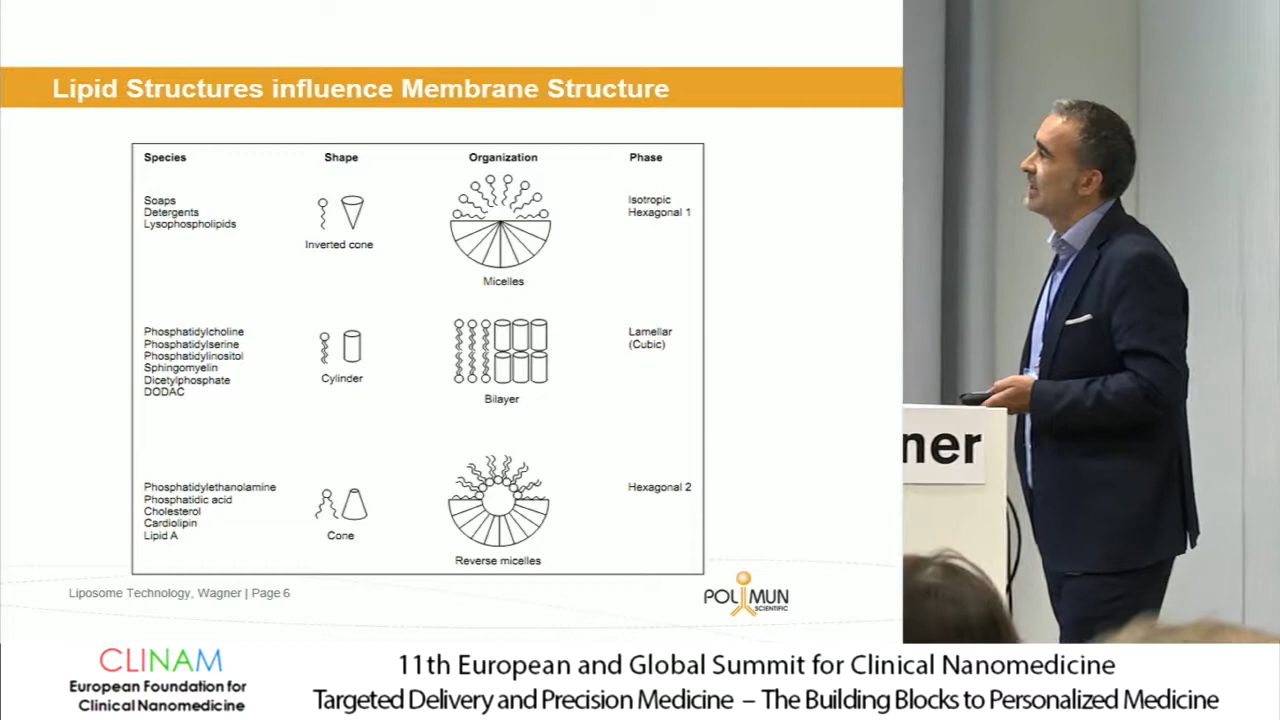 Lipid Structures influence Membrane Structure
Species
Shape
Organization
Phase
Soaps
Detergents
Lysophospholipids
Inverted cone
Micelles
Isotropic
Hexagonal 1
Phosphatidylcholine
Phosphatidylserine
Phosphatidylinositol
Sphingomyelin
Dicetylphosphate
DODAC
Cylinder
Bilayer
Lamellar
(Cubic)
Phosphatidylethanolamine
Phosphatidic acid
Cholesterol
Cardiolipin
Lipid A
Cone
Reverse micelles
Hexagonal 2
Liposome Technology, Wagner | Page 6
POLYMUN
SCIENTIFIC
ner
CLINAM
European Foundation for
Clinical Nanomedicine
11th European and Global Summit for Clinical Nanomedicine
Targeted Delivery and Precision Medicine – The Building Blocks to Personalized Medicine